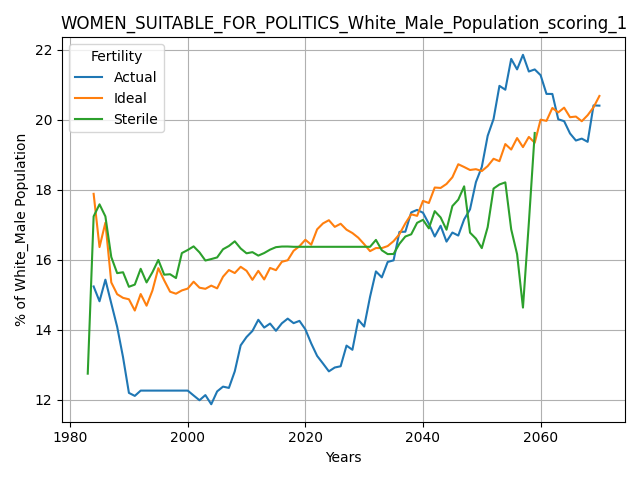 WOMEN_SUITABLE_FOR_POLITICS_White_Male_Population_scoring_1
Fertility
Actual
Ideal
Sterile
% of White_Male Population
22
20
18
16
14
12
1980
2000
2020
2040
2060
Years